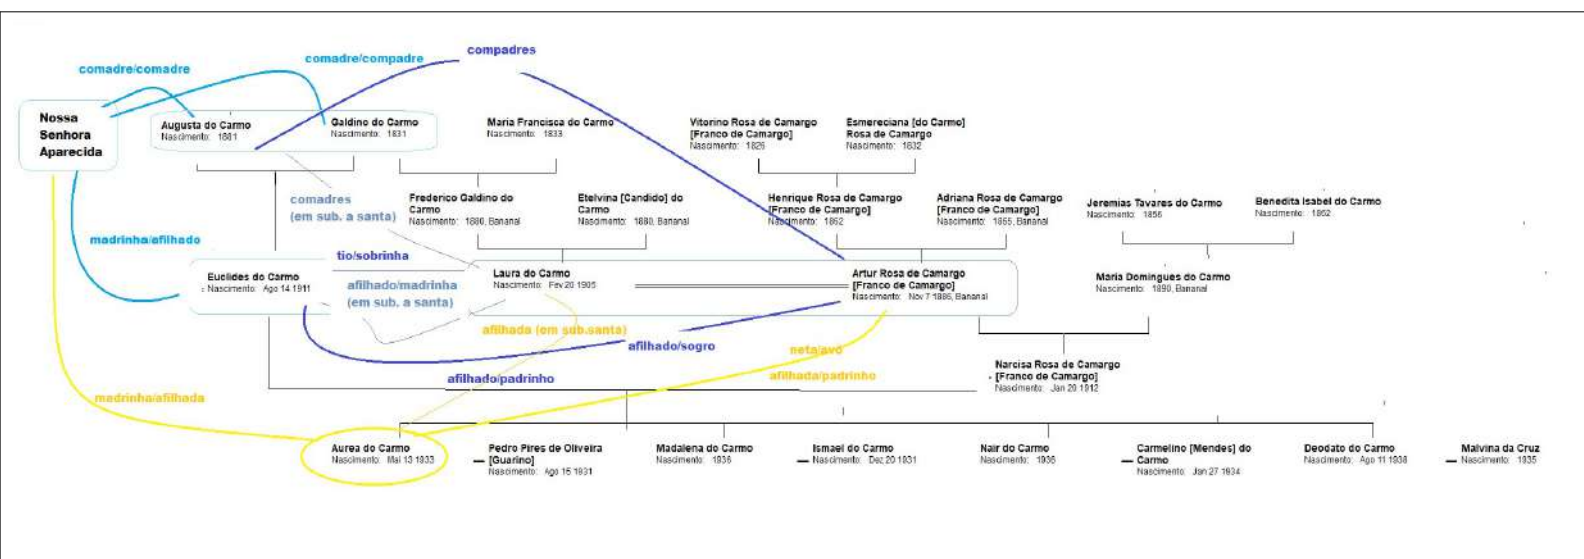 compadres
comadre/compadre
comadre/comadre
Nossa
Senhora
Aparecida
Augusta do Carmo
Nascimento: 1881
Galdino do Carmo
Nascimento: 1831
Maria Francisca do Carmo
Nascimento: 1833
Vitorino Rosa de Camargo
[Franco de Camargo]
Nascimento: 1826
Esmereciana [do Carmo]
Rosa de Camargo
Nascimento: 1832
comadres
(em sub. a santa)
Frederico Galdino do
Carmo
Nascimento: 1880, Bananal
Etelvina [Candido] do
Carmo
Nascimento: 1880, Bananal
Henrique Rosa de Camargo
[Franco de Camargo]
Nascimento: 1862
Adriana Rosa de Camargo
[Franco de Camargo]
Nascimento: 1865, Bananal
Jeremias Tavares do Carmo
Nascimento: 1856
Benedita Isabel do Carmo
Nascimento: 1862
madrinha/afilhado
tio/sobrinha
Euclides do Carmo
Nascimento: Ago 14 1911
afilhado/madrinha
(em sub. a santa)
Laura do Carmo
Nascimento: Fev 20 1905
Artur Rosa de Camargo
[Franco de Camargo]
Nascimento: Nov 7 1886, Bananal
Maria Domingues do Carmo
Nascimento: 1890, Bananal
afilhada (em sub.santa)
afilhado/sogro
neta/avô
afilhado/padrinho
afilhada/padrinho
Narcisa Rosa de Camargo
[Franco de Camargo]
Nascimento: Jan 20 1912
madrinha/afilhada
Aurea do Carmo
Nascimento: Mai 13 1933
Pedro Pires de Oliveira
[Guarino]
Nascimento: Ago 15 1931
Madalena do Carmo
Nascimento: 1936
Ismael do Carmo
Nascimento: Dez 20 1931
Nair do Carmo
Nascimento: 1936
Carmelino [Mendes] do
Carmo
Nascimento: Jan 27 1934
Deodato do Carmo
Nascimento: Ago 11 1938
Malvina da Cruz
Nascimento: 1935